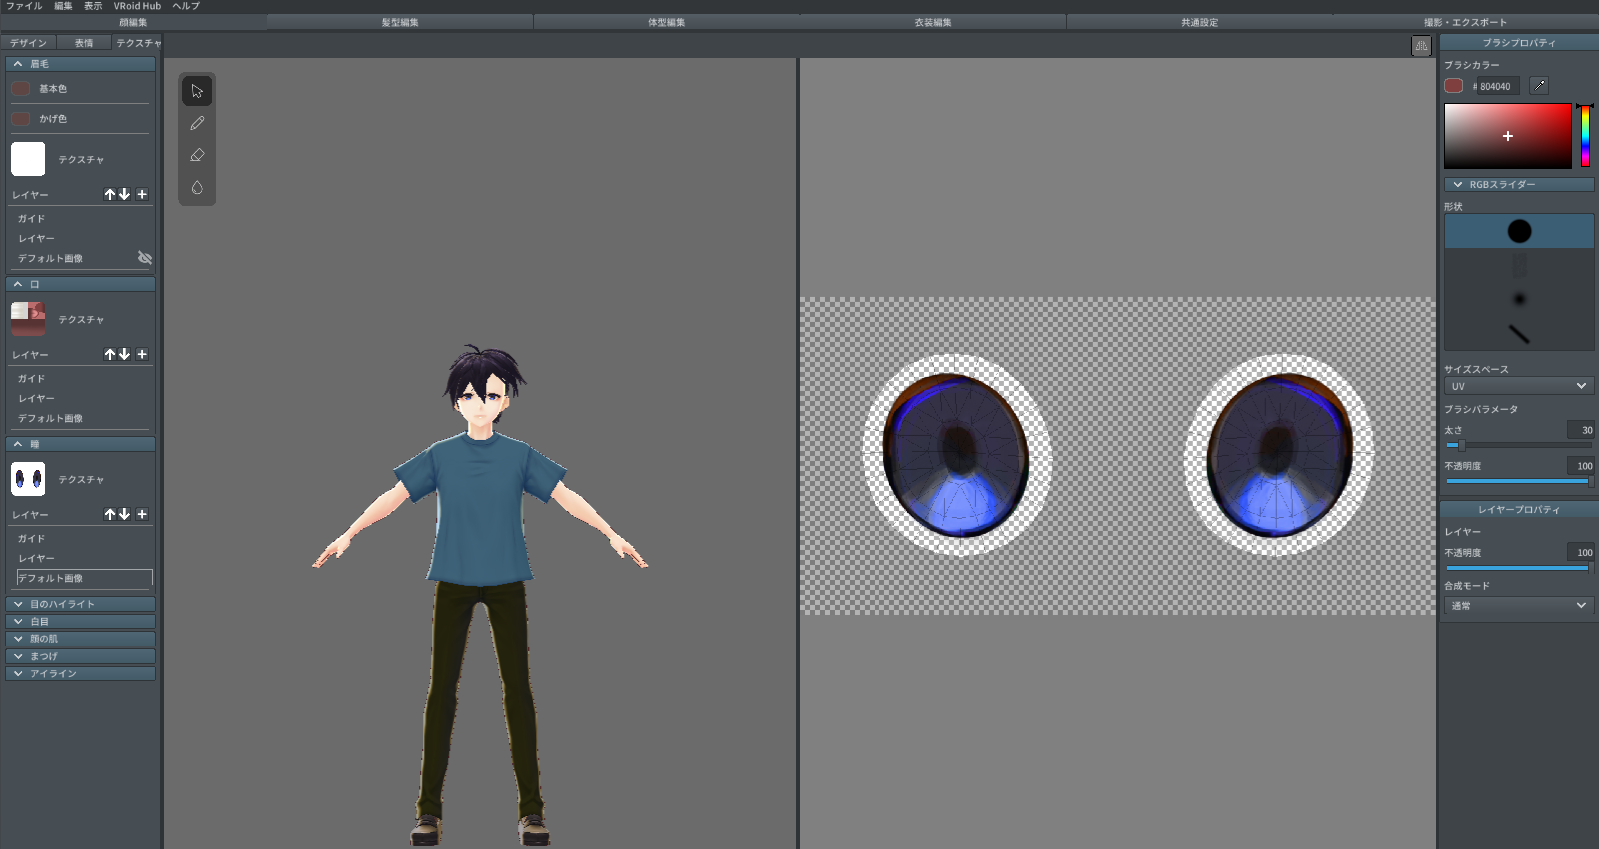 ファイル 編集 表示 VRoid Hub ヘルプ
顔編集 髪型編集 体型編集 衣装編集 共通設定 撮影・エクスポート
デザイン 表情 テクスチャ
眉毛
基本色
かげ色
テクスチャ
レイヤー
ガイド
レイヤー
デフォルト画像
口
テクスチャ
レイヤー
ガイド
レイヤー
デフォルト画像
瞳
テクスチャ
レイヤー
ガイド
レイヤー
デフォルト画像
目のハイライト
白目
顔の肌
まつげ
アイライン
ブラシプロパティ
ブラシカラー
# 804040
RGBスライダー
形状
サイズスペース
UV
ブラシパラメータ
太さ 30
不透明度 100
レイヤープロパティ
レイヤー
不透明度 100
合成モード
通常